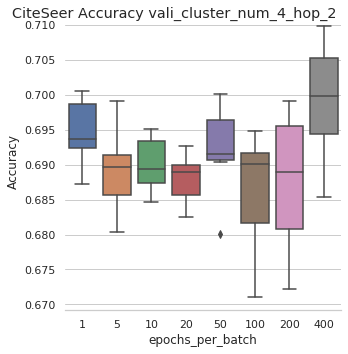 CiteSeer Accuracy vali_cluster_num_4_hop_2
0.710
0.705
0.700
0.695
0.690
0.685
0.680
0.675
0.670
Accuracy
1 5 10 20 50 100 200 400
epochs_per_batch